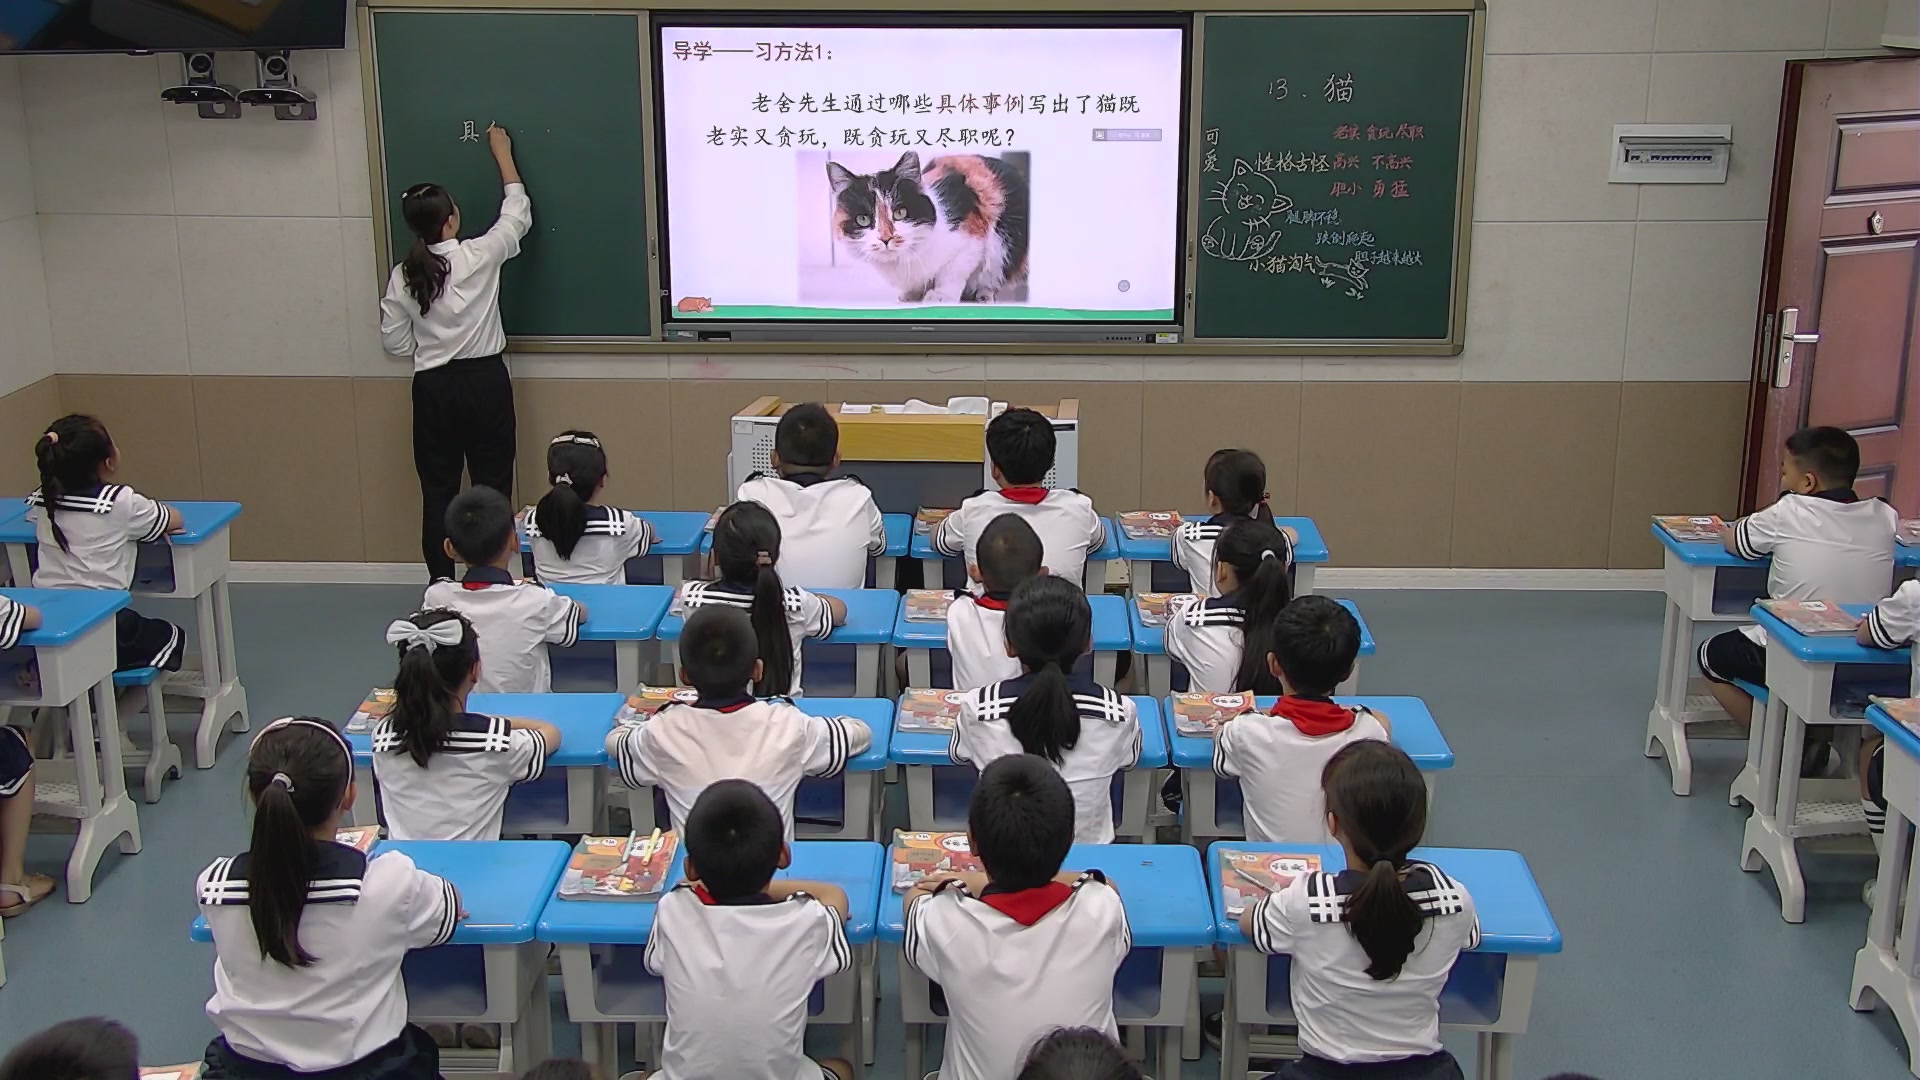 具
导学——习方法1：
老舍先生通过哪些具体事例写出了猫既
老实又贪玩，既贪玩又尽职呢？
13．猫
可爱
老实 贪玩 尽职
性格古怪 高兴 不高兴
胆小 勇猛
腿脚不稳
跌倒爬起
小猫淘气 胆子越来越大